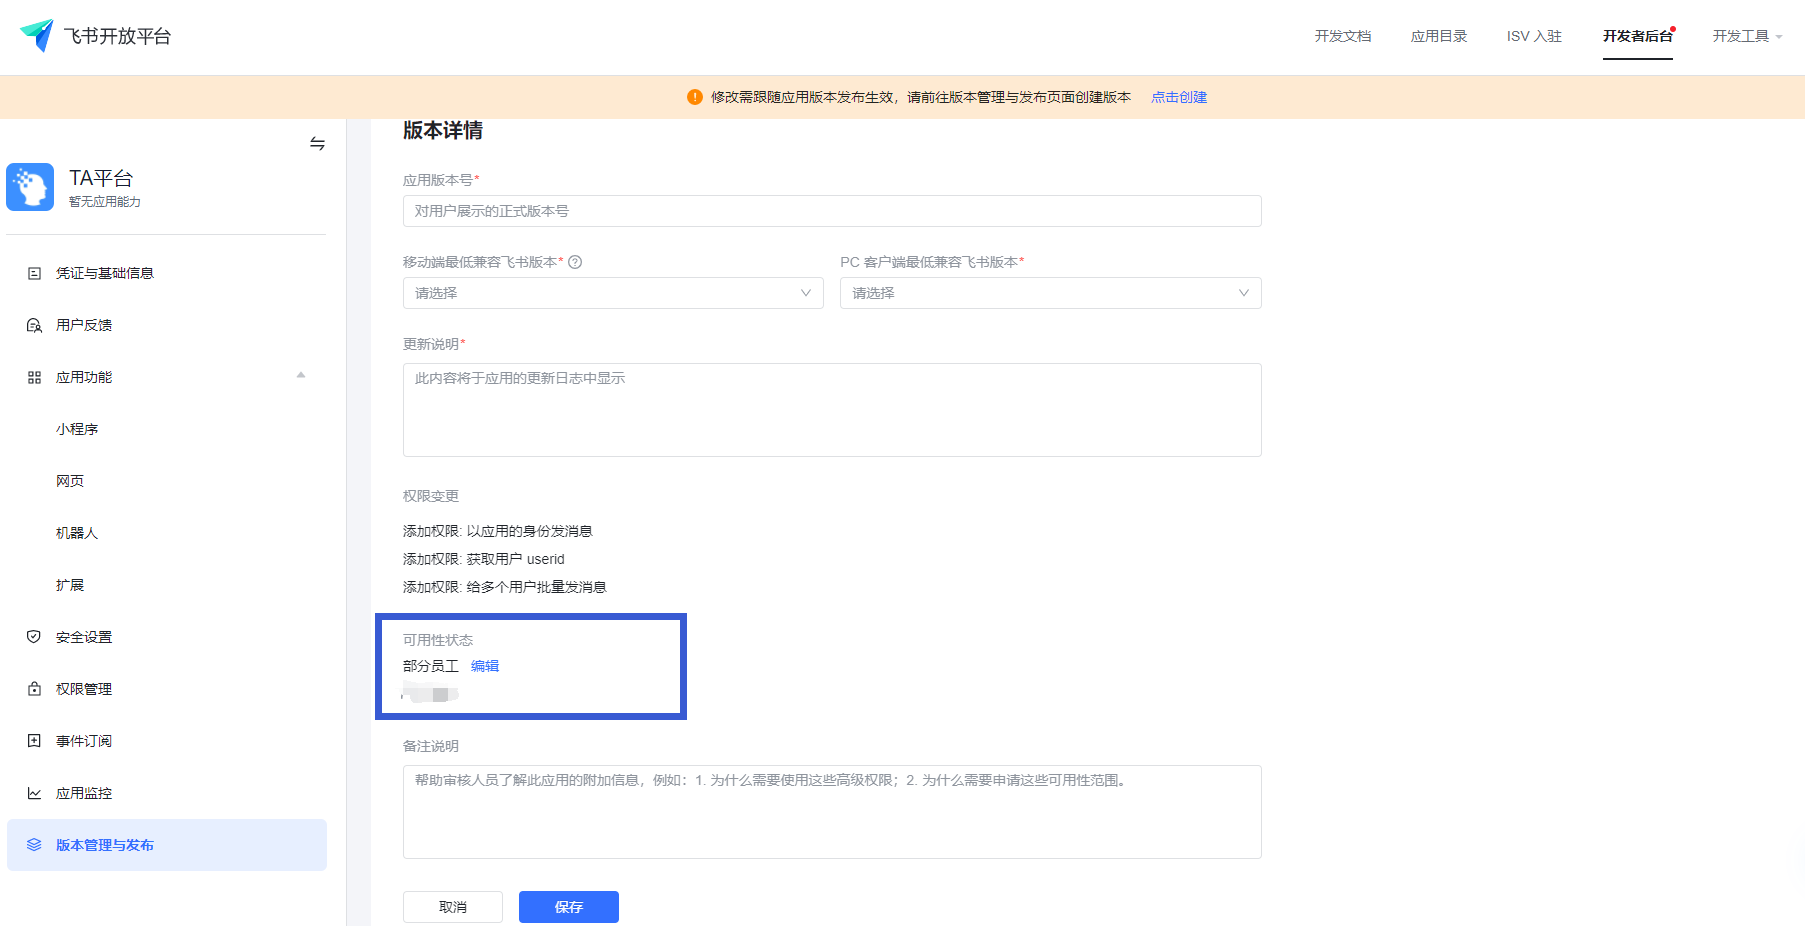 飞书开放平台
开发文档
应用目录
ISV 入驻
开发者后台
开发工具
修改需跟随应用版本发布生效，请前往版本管理与发布页面创建版本 点击创建
TA平台
暂无应用能力
凭证与基础信息
用户反馈
应用功能
小程序
网页
机器人
扩展
安全设置
权限管理
事件订阅
应用监控
版本管理与发布
版本详情
应用版本号*
对用户展示的正式版本号
移动端最低兼容飞书版本*
请选择
PC 客户端最低兼容飞书版本*
请选择
更新说明*
此内容将于应用的更新日志中显示
权限变更
添加权限: 以应用的身份发消息
添加权限: 获取用户 userid
添加权限: 给多个用户批量发消息
可用性状态
部分员工 编辑
备注说明
帮助审核人员了解此应用的附加信息，例如：1. 为什么需要使用这些高级权限；2. 为什么需要申请这些可用性范围。
取消
保存